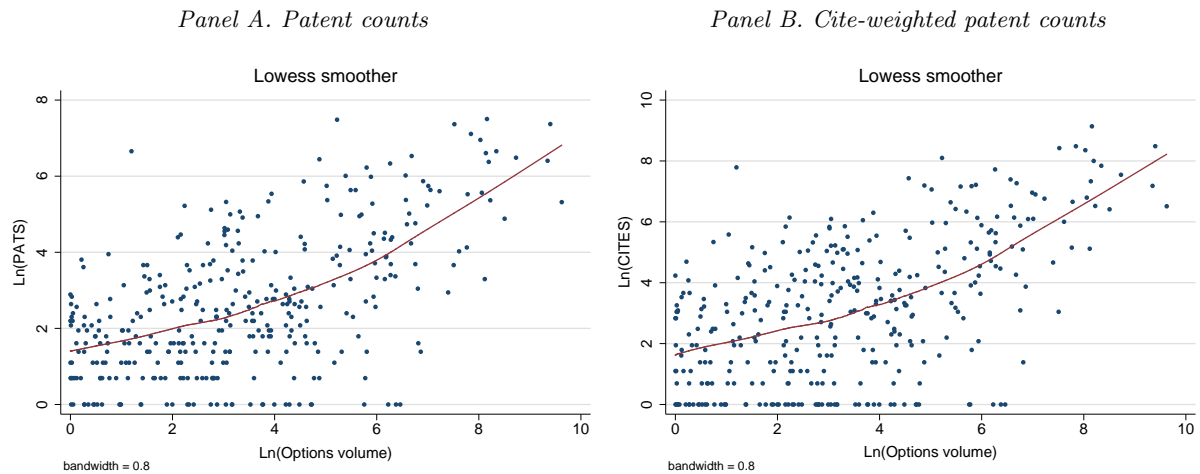 Panel A. Patent counts
Lowess smoother
8
6
4
2
0
Ln(PATS)
0 2 4 6 8 10
Ln(Options volume)
bandwidth = 0.8
Panel B. Cite-weighted patent counts
Lowess smoother
10
8
6
4
2
0
Ln(CITES)
0 2 4 6 8 10
Ln(Options volume)
bandwidth = 0.8